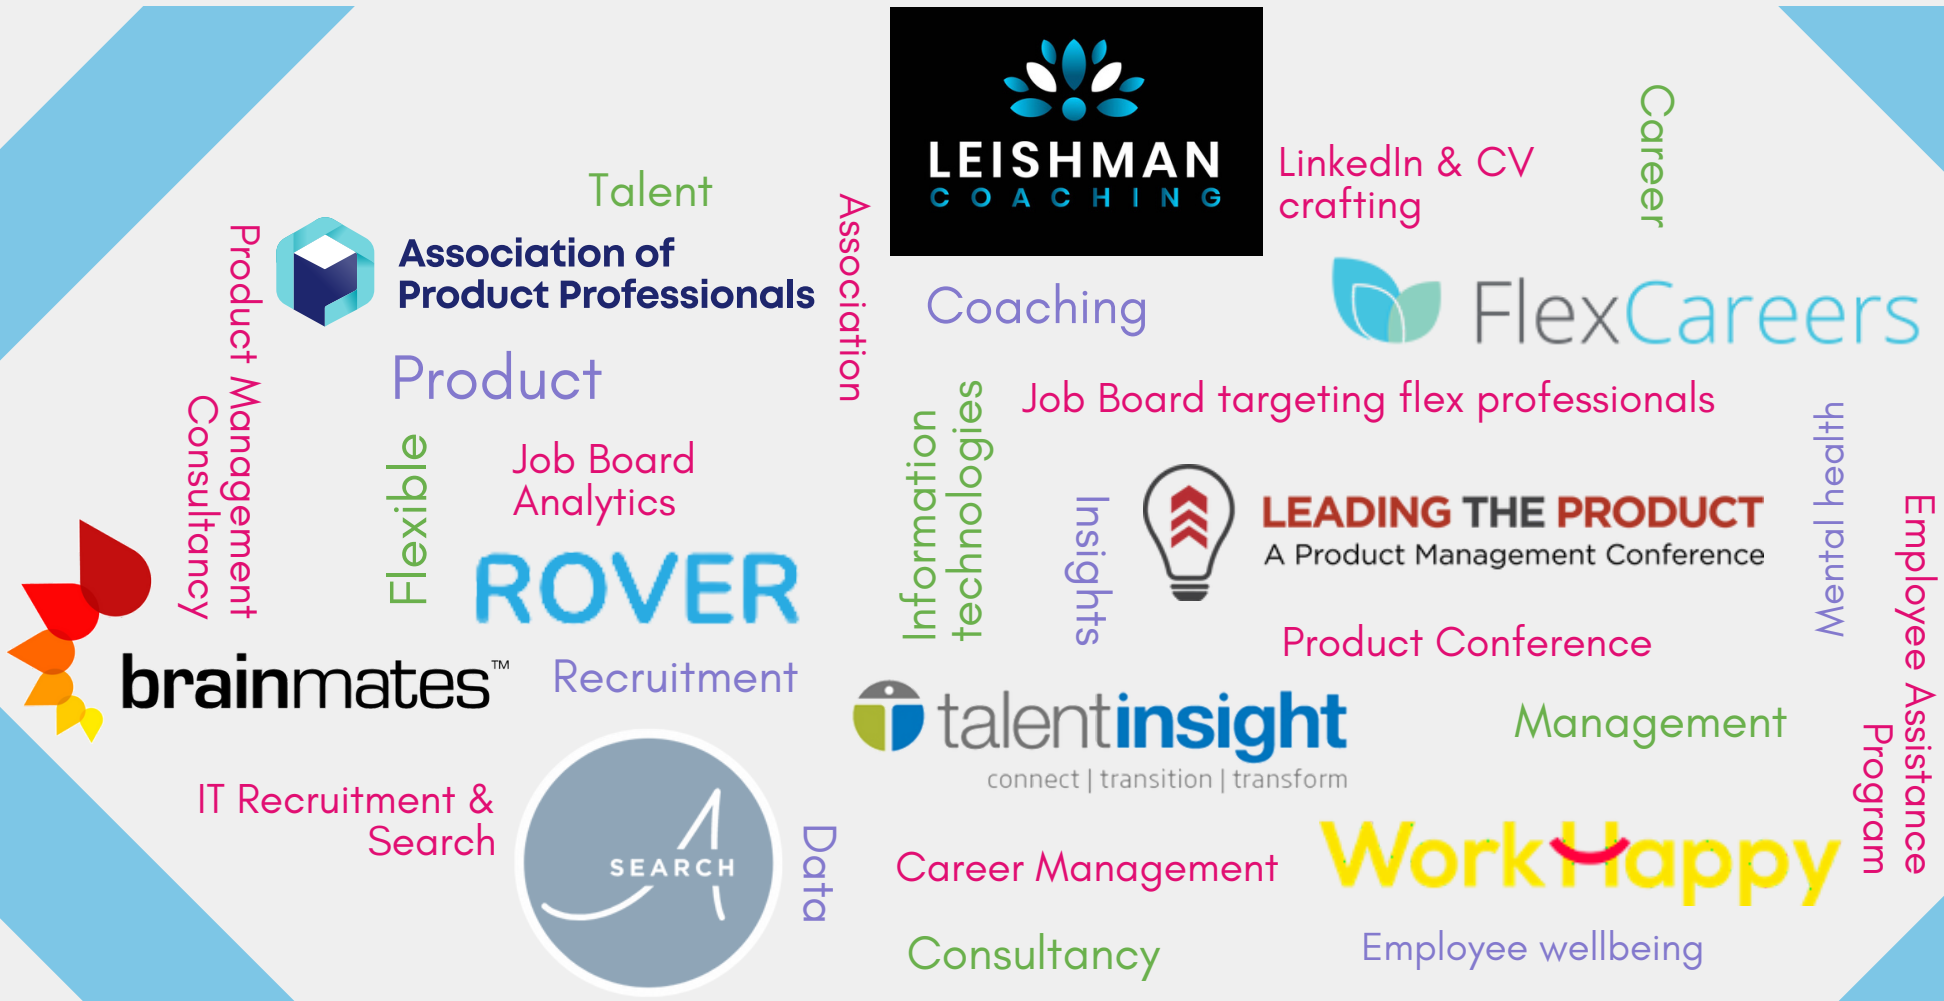 LEISHMAN
COACHING
LinkedIn & CV
crafting
Career
Talent
Association of
Product Professionals
Association
Product Management
Consultancy
Coaching
FlexCareers
Product
Job Board targeting flex professionals
Flexible
Job Board
Analytics
Information
technologies
Insights
LEADING THE PRODUCT
A Product Management Conference
Mental health
Employee Assistance
Program
ROVER
brainmates™
Recruitment
Product Conference
talentinsight
connect | transition | transform
Management
IT Recruitment &
Search
A
SEARCH
Data
Career Management
WorkHappy
Consultancy
Employee wellbeing